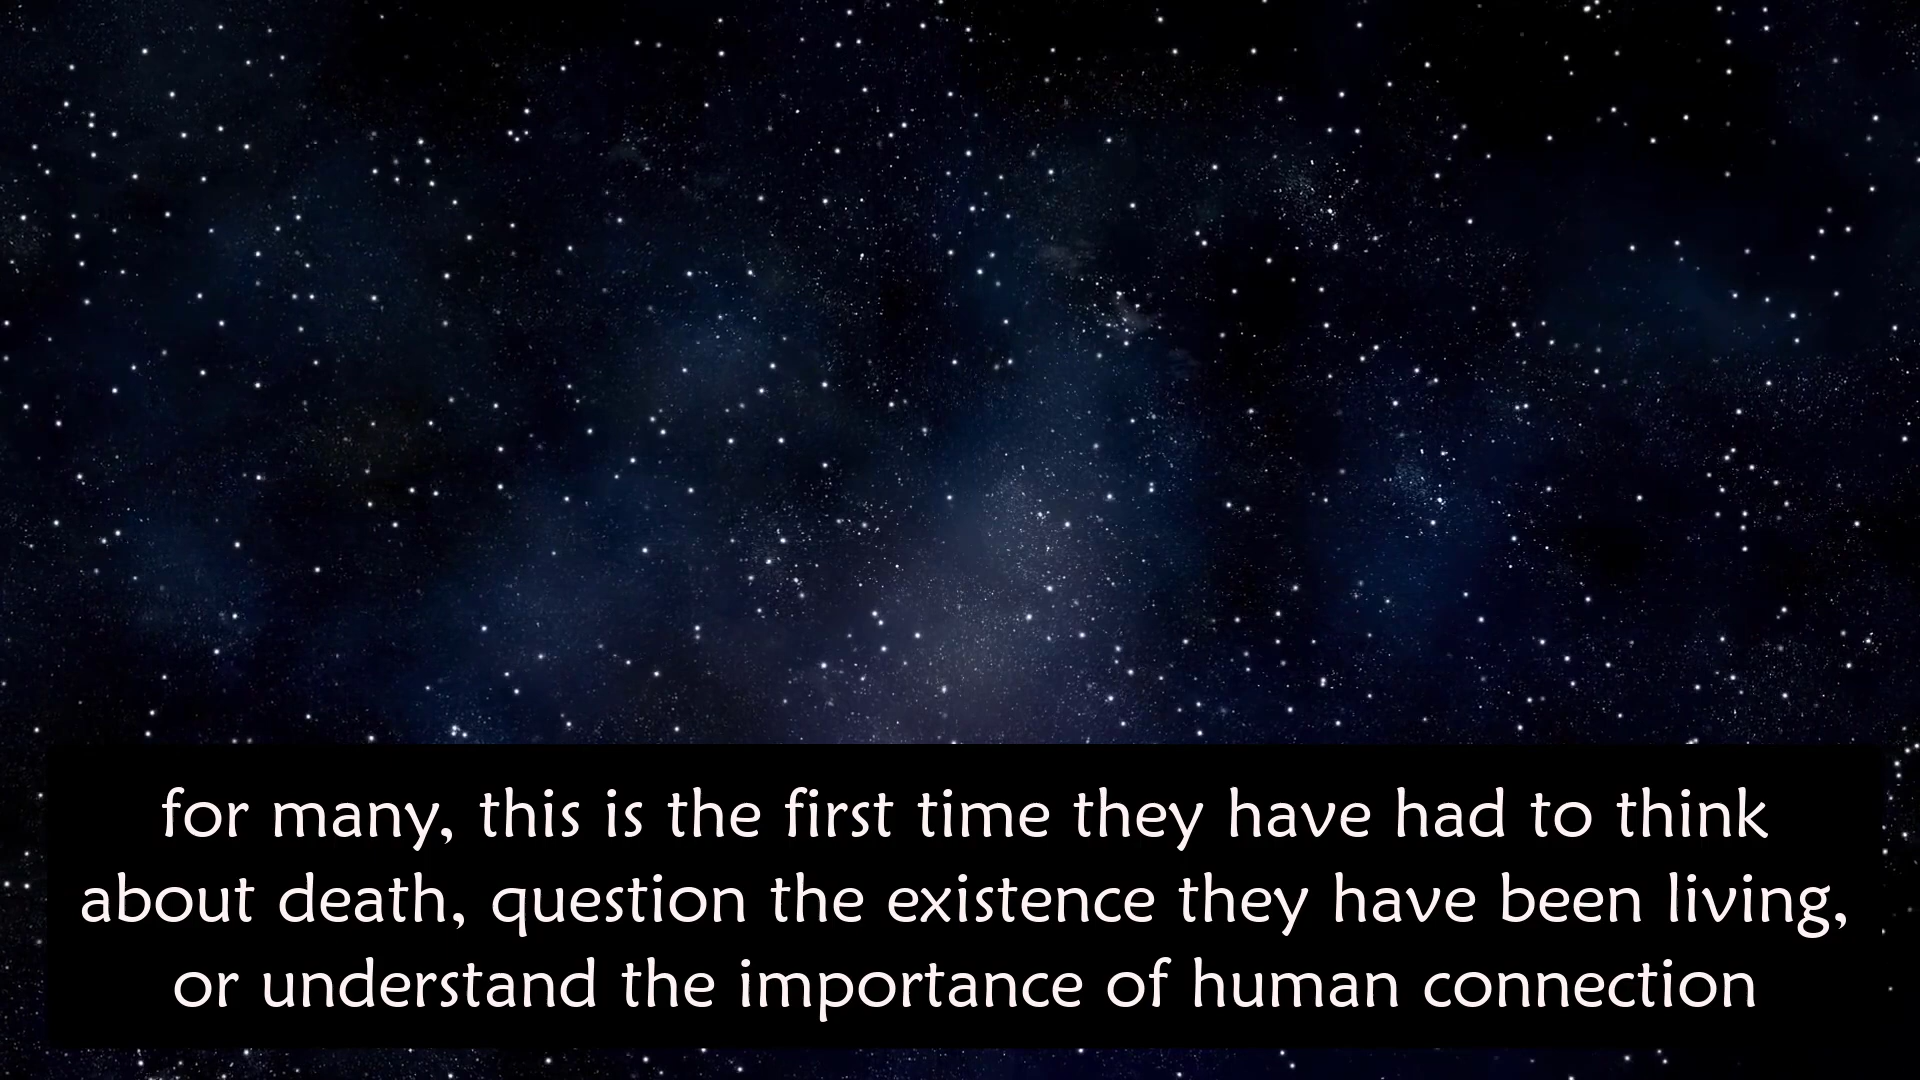 for many, this is the first time they have had to think
about death, question the existence they have been living,
or understand the importance of human connection